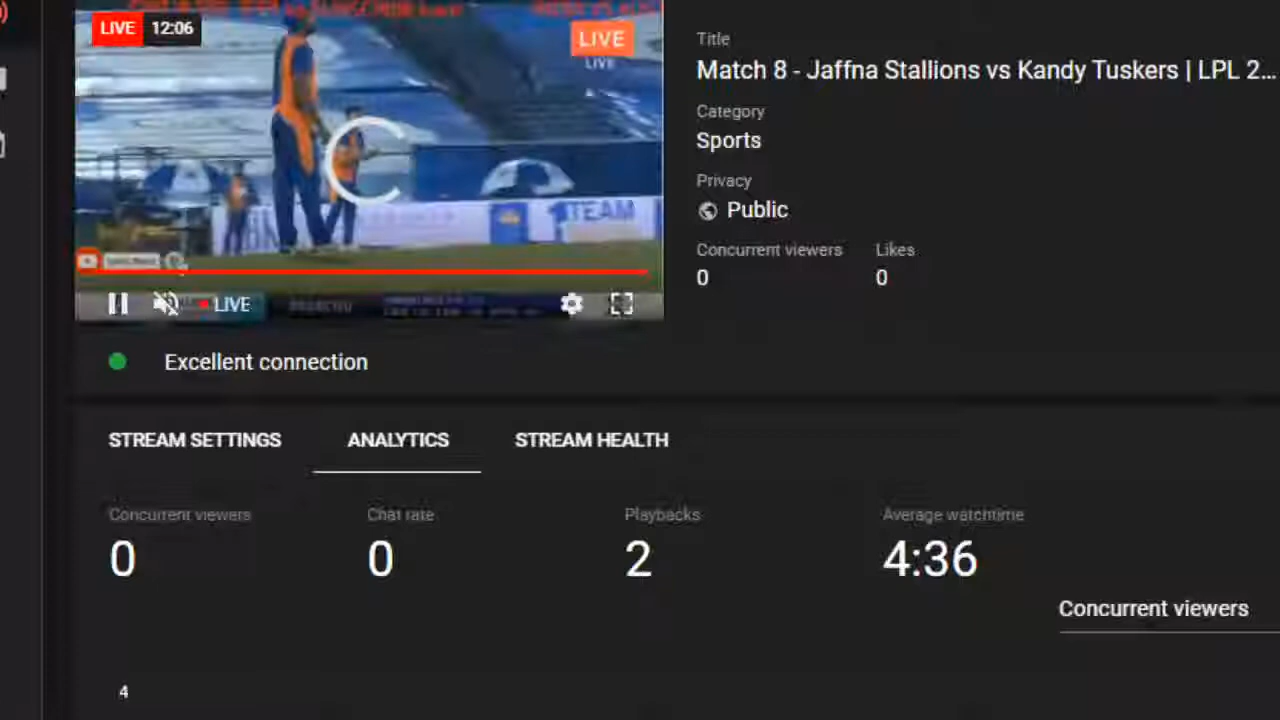 LIVE 12:06
LIVE
LIVE
TEAM
LIVE
Title
Match 8 - Jaffna Stallions vs Kandy Tuskers | LPL 2...
Category
Sports
Privacy
Public
Concurrent viewers Likes
0 0
Excellent connection
STREAM SETTINGS ANALYTICS STREAM HEALTH
Concurrent viewers Chat rate Playbacks Average watchtime
0 0 2 4:36
Concurrent viewers
4